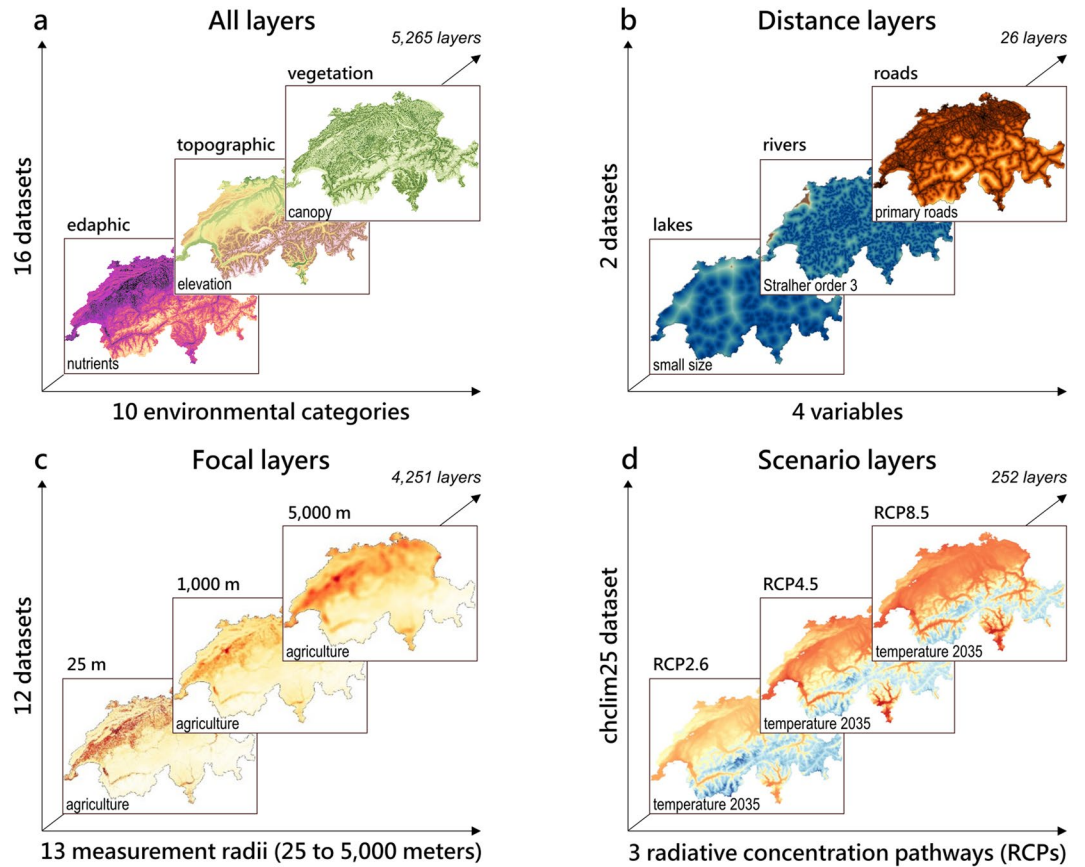 a
All layers
5,265 layers
vegetation
canopy
topographic
elevation
edaphic
nutrients
16 datasets
10 environmental categories
b
Distance layers
26 layers
roads
primary roads
rivers
Stralher order 3
lakes
small size
2 datasets
4 variables
c
Focal layers
4,251 layers
5,000 m
agriculture
1,000 m
agriculture
25 m
agriculture
12 datasets
13 measurement radii (25 to 5,000 meters)
d
Scenario layers
252 layers
RCP8.5
temperature 2035
RCP4.5
temperature 2035
RCP2.6
temperature 2035
chclim25 dataset
3 radiative concentration pathways (RCPs)